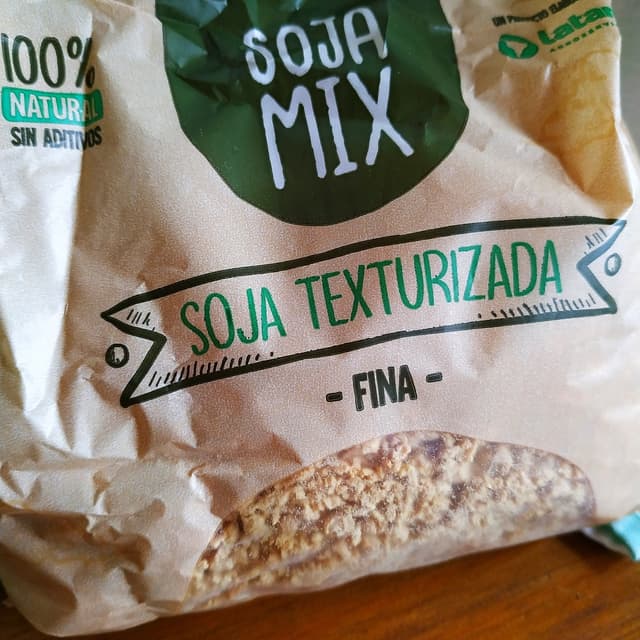 SOJA
MIX
100%
NATURAL
SIN ADITIVOS
SOJA TEXTURIZADA
- FINA -